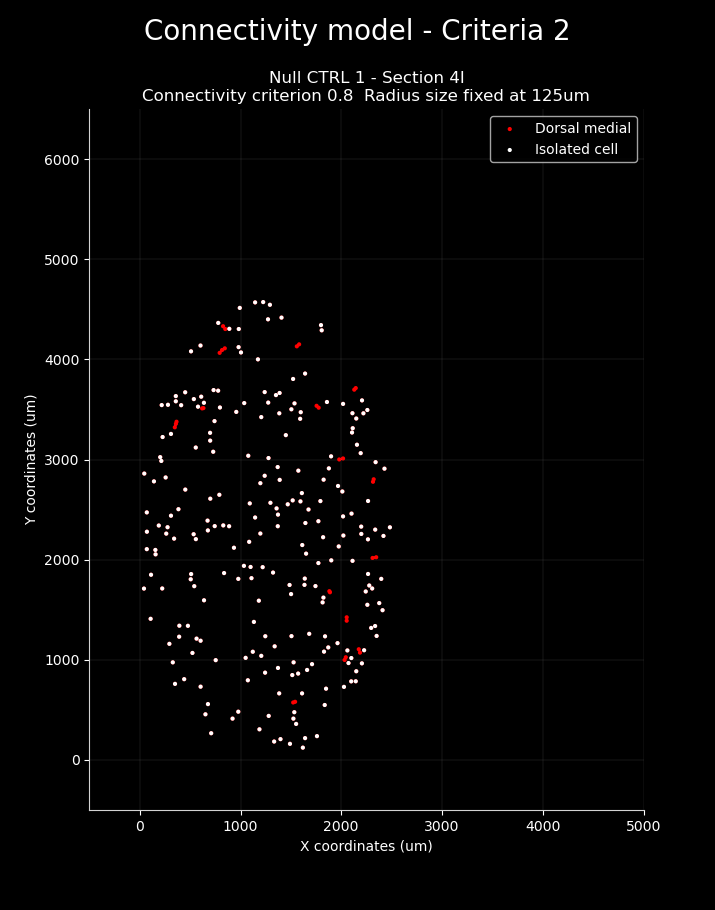 Connectivity model - Criteria 2
Null CTRL 1 - Section 4I
Connectivity criterion 0.8  Radius size fixed at 125um
Dorsal medial
Isolated cell
6000
5000
4000
3000
2000
1000
0
Y coordinates (um)
0
1000
2000
3000
4000
5000
X coordinates (um)